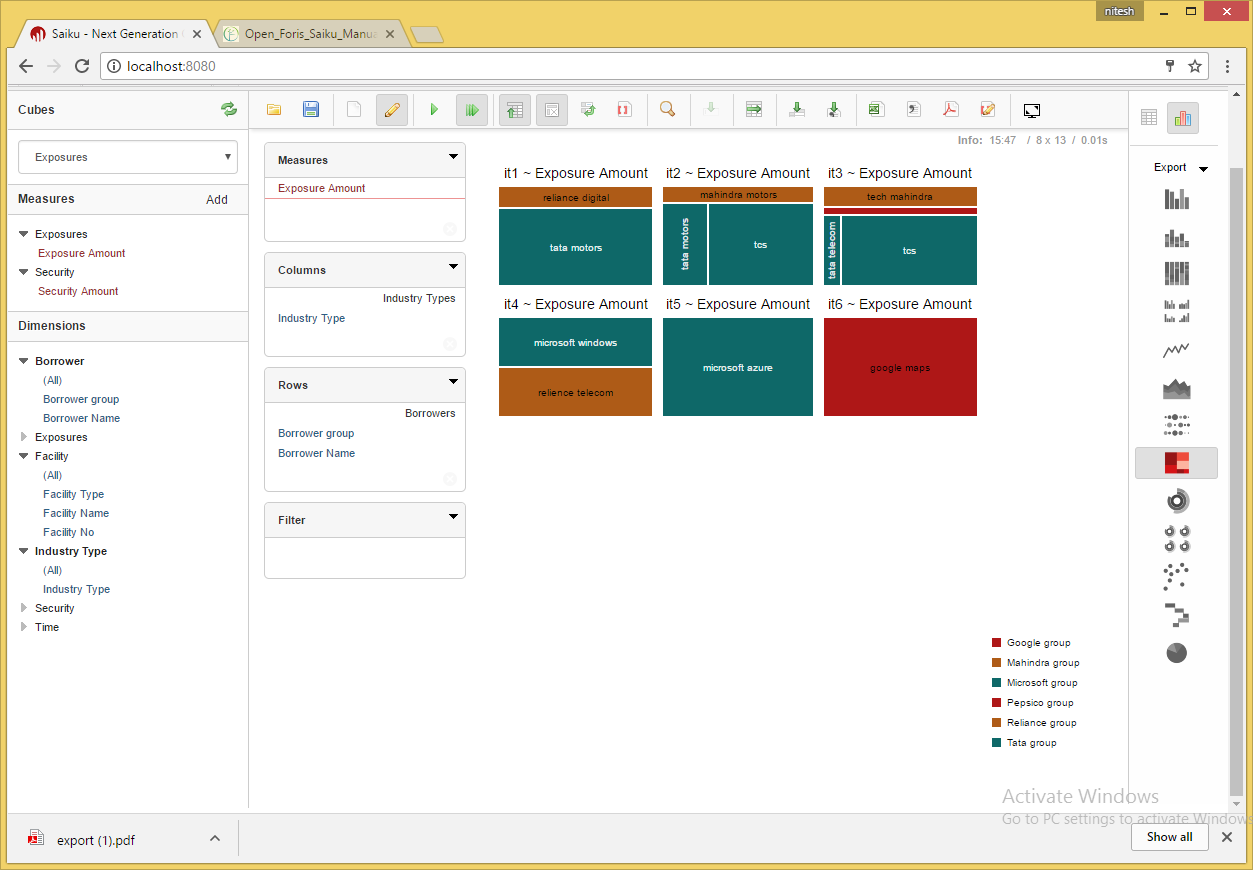 nitesh
Saiku - Next Generation
Open_Foris_Saiku_Manua
localhost:8080
Cubes
Exposures
Measures
Add
Exposures
Exposure Amount
Security
Security Amount
Dimensions
Borrower
(All)
Borrower group
Borrower Name
Exposures
Facility
(All)
Facility Type
Facility Name
Facility No
Industry Type
(All)
Industry Type
Security
Time
Measures
Exposure Amount
Columns
Industry Types
Industry Type
Rows
Borrowers
Borrower group
Borrower Name
Filter
Info: 15:47 / 8 x 13 / 0.01s
it1 ~ Exposure Amount
reliance digital
tata motors
it2 ~ Exposure Amount
mahindra motors
tata motors
tcs
it3 ~ Exposure Amount
tech mahindra
tata telecom
tcs
it4 ~ Exposure Amount
microsoft windows
relience telecom
it5 ~ Exposure Amount
microsoft azure
it6 ~ Exposure Amount
google maps
Google group
Mahindra group
Microsoft group
Pepsico group
Reliance group
Tata group
Export
Activate Windows
Go to PC settings to activate Windows
export (1).pdf
Show all